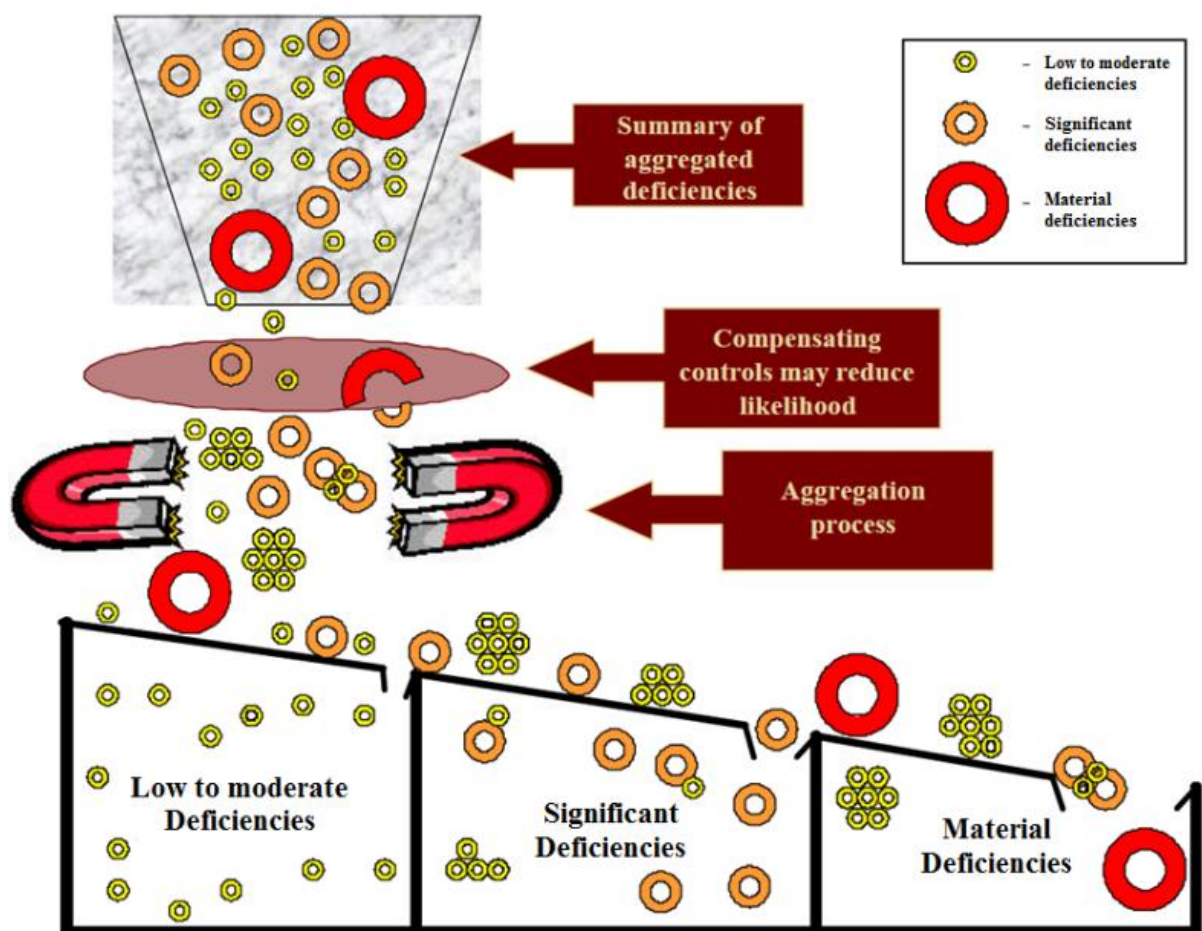 Summary of
aggregated
deficiencies
- Low to moderate
deficiencies
- Significant
deficiencies
- Material
deficiencies
Compensating
controls may reduce
likelihood
Aggregation
process
Low to moderate
Deficiencies
Significant
Deficiencies
Material
Deficiencies